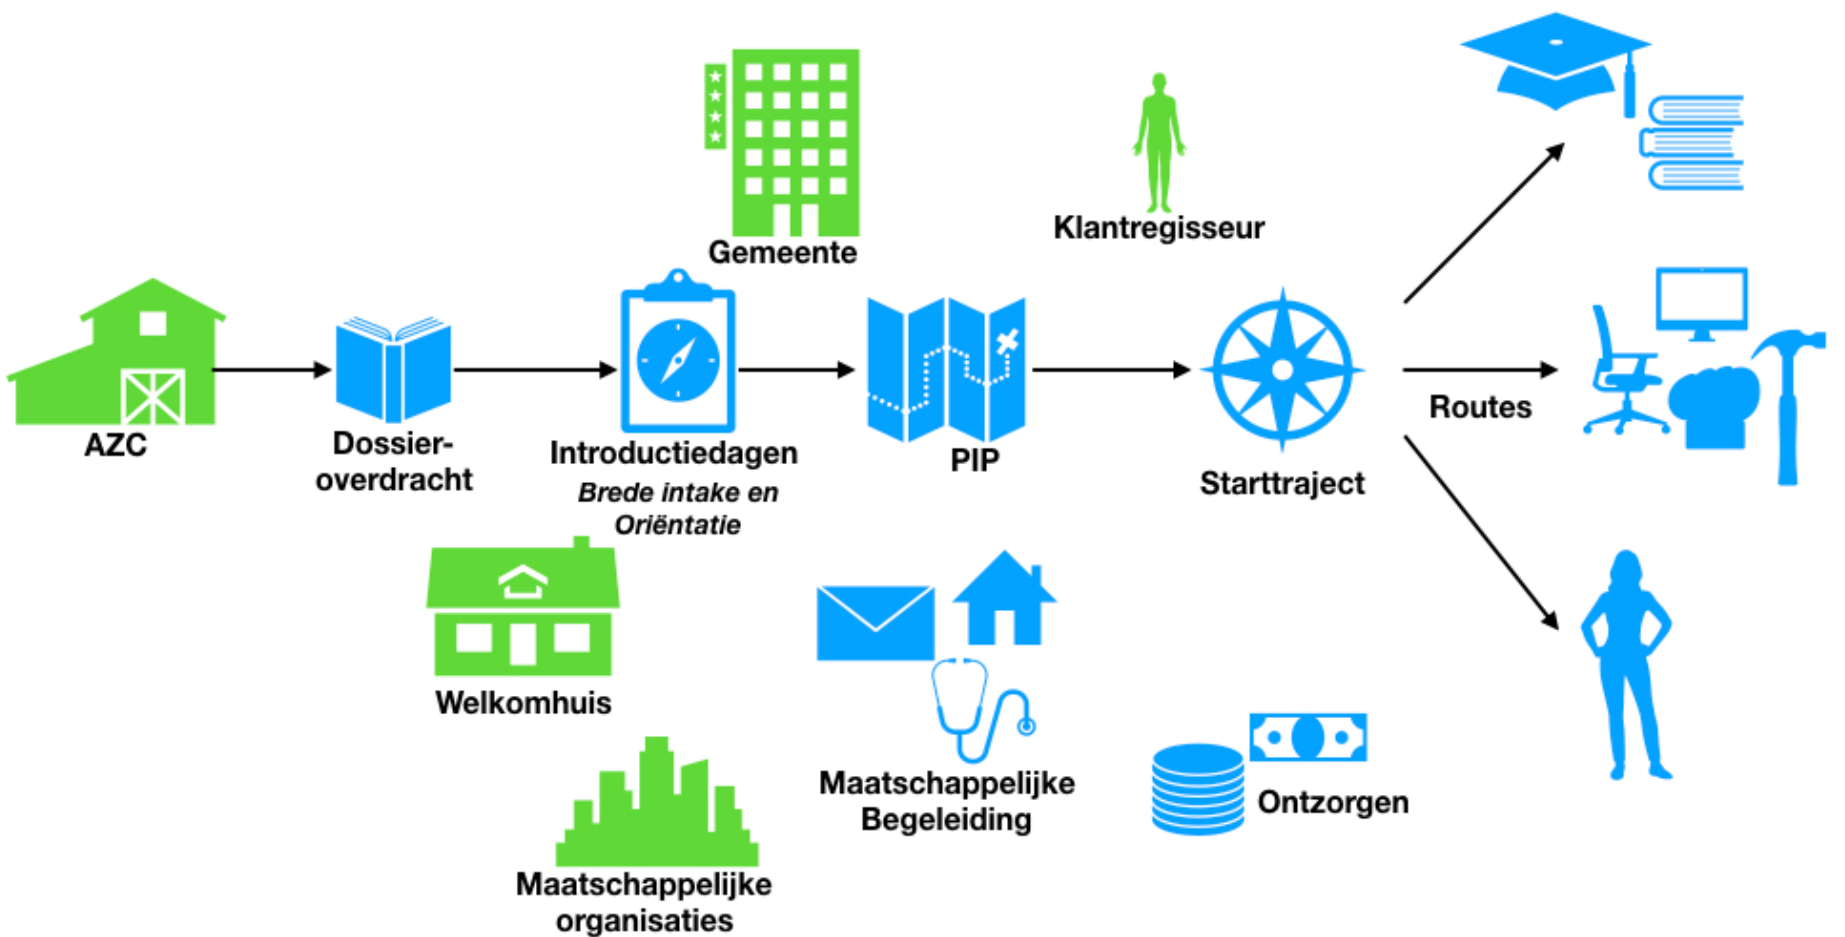 Gemeente
Klantregisseur
AZC
Dossier-
overdracht
Introductiedagen
Brede intake en
Oriëntatie
PIP
Starttraject
Routes
Welkomhuis
Maatschappelijke
organisaties
Maatschappelijke
Begeleiding
Ontzorgen